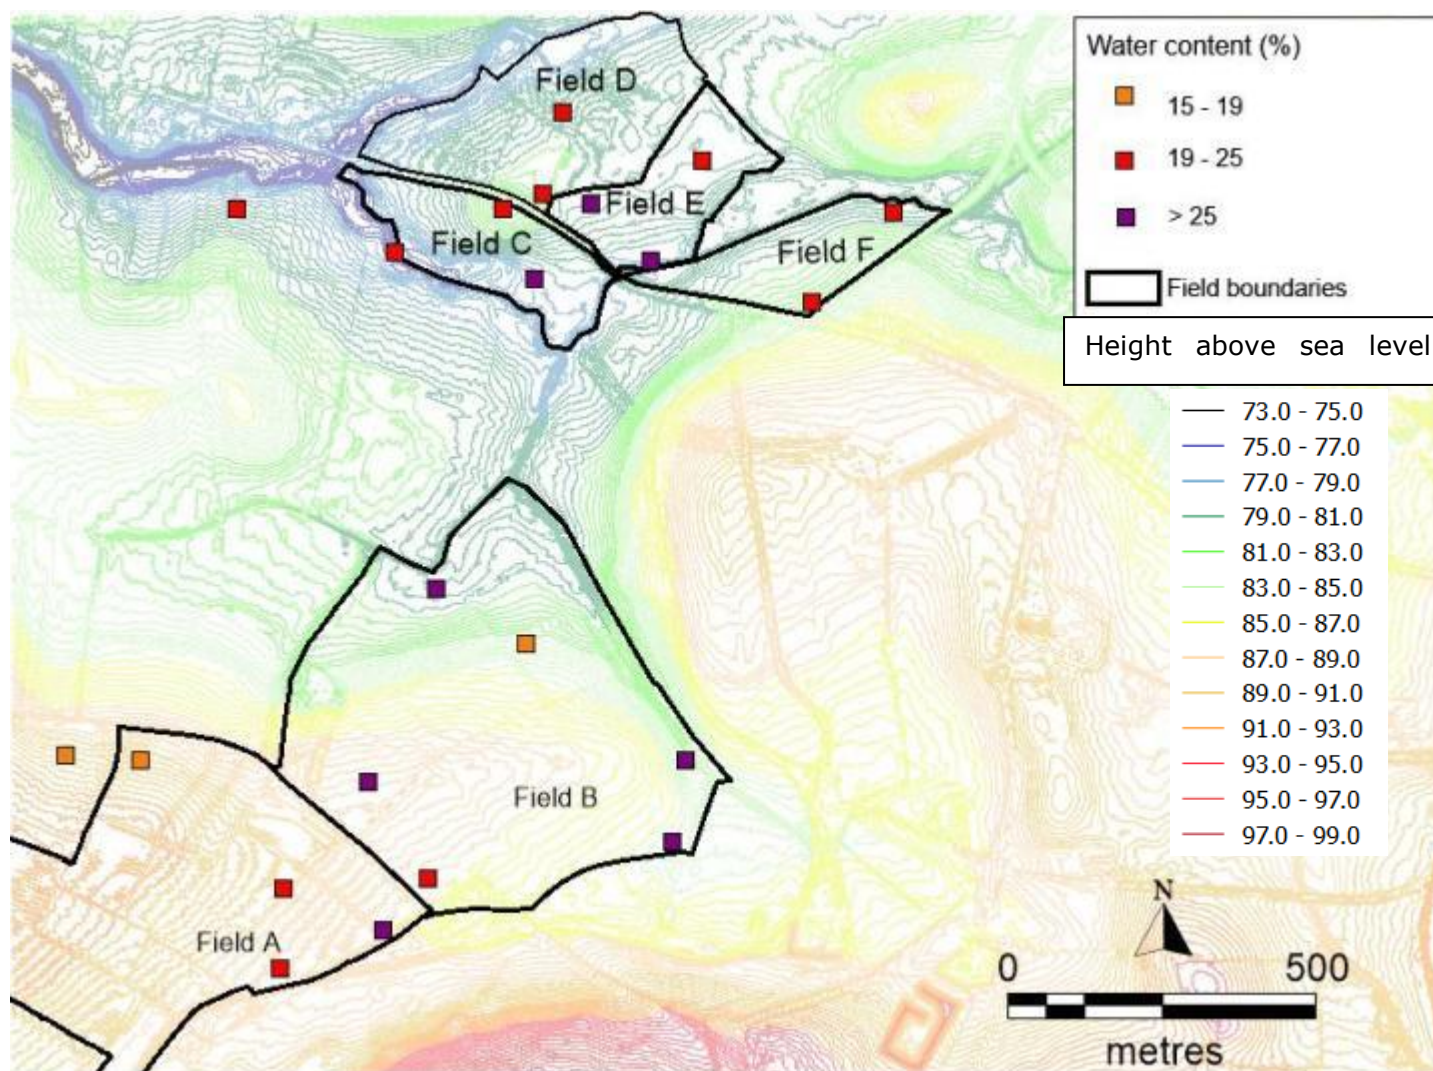 Field D
Field E
Field C
Field F
Field B
Field A
Water content (%)
15 - 19
19 - 25
> 25
Field boundaries
Height above sea level
73.0 - 75.0
75.0 - 77.0
77.0 - 79.0
79.0 - 81.0
81.0 - 83.0
83.0 - 85.0
85.0 - 87.0
87.0 - 89.0
89.0 - 91.0
91.0 - 93.0
93.0 - 95.0
95.0 - 97.0
97.0 - 99.0
N
0 500
metres